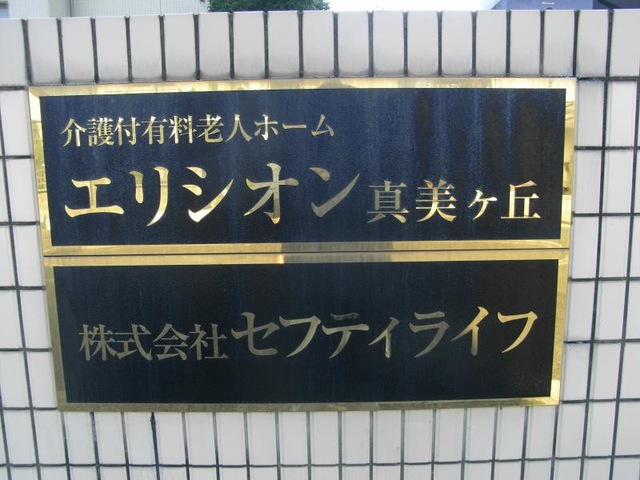 介護付有料老人ホーム
エリシオン真美ヶ丘
株式会社セフティライフ